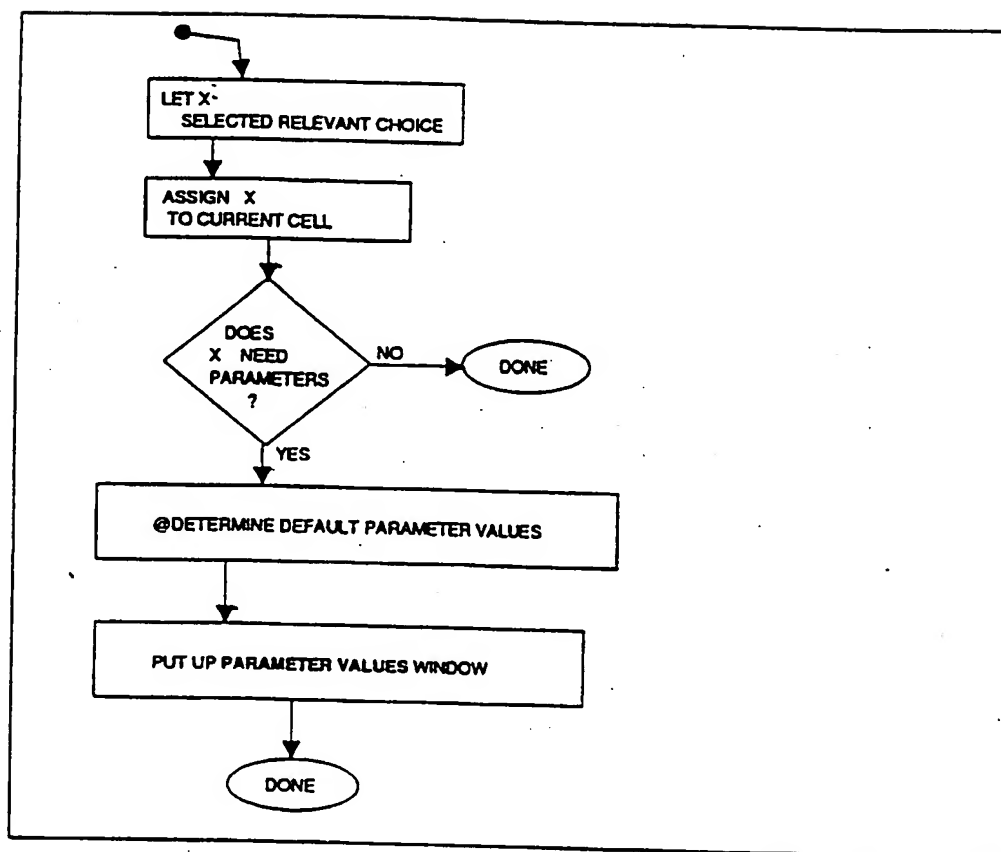 LET X-
SELECTED RELEVANT CHOICE
ASSIGN X
TO CURRENT CELL
DOES
X NEED
PARAMETERS
?
NO
DONE
YES
@DETERMINE DEFAULT PARAMETER VALUES
PUT UP PARAMETER VALUES WINDOW
DONE